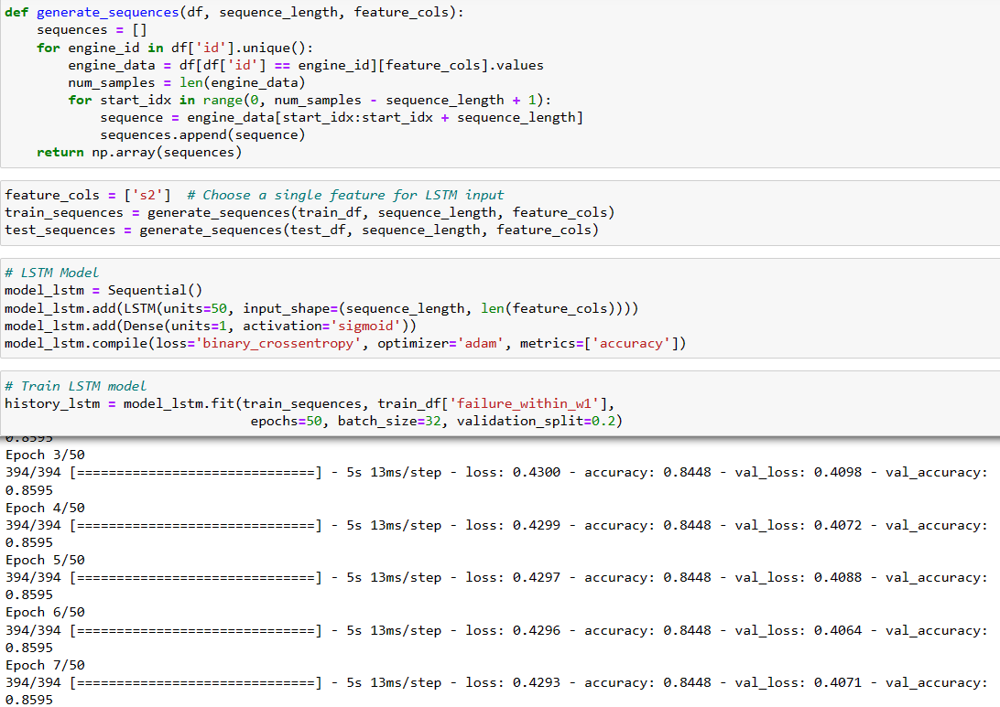 def generate_sequences(df, sequence_length, feature_cols):
    sequences = []
    for engine_id in df['id'].unique():
        engine_data = df[df['id'] == engine_id][feature_cols].values
        num_samples = len(engine_data)
        for start_idx in range(0, num_samples - sequence_length + 1):
            sequence = engine_data[start_idx:start_idx + sequence_length]
            sequences.append(sequence)
    return np.array(sequences)
feature_cols = ['s2']  # Choose a single feature for LSTM input
train_sequences = generate_sequences(train_df, sequence_length, feature_cols)
test_sequences = generate_sequences(test_df, sequence_length, feature_cols)
# LSTM Model
model_lstm = Sequential()
model_lstm.add(LSTM(units=50, input_shape=(sequence_length, len(feature_cols))))
model_lstm.add(Dense(units=1, activation='sigmoid'))
model_lstm.compile(loss='binary_crossentropy', optimizer='adam', metrics=['accuracy'])
# Train LSTM model
history_lstm = model_lstm.fit(train_sequences, train_df['failure_within_w1'],
                               epochs=50, batch_size=32, validation_split=0.2)
0.8595
Epoch 3/50
394/394 [==============================] - 5s 13ms/step - loss: 0.4300 - accuracy: 0.8448 - val_loss: 0.4098 - val_accuracy:
0.8595
Epoch 4/50
394/394 [==============================] - 5s 13ms/step - loss: 0.4299 - accuracy: 0.8448 - val_loss: 0.4072 - val_accuracy:
0.8595
Epoch 5/50
394/394 [==============================] - 5s 13ms/step - loss: 0.4297 - accuracy: 0.8448 - val_loss: 0.4088 - val_accuracy:
0.8595
Epoch 6/50
394/394 [==============================] - 5s 13ms/step - loss: 0.4296 - accuracy: 0.8448 - val_loss: 0.4064 - val_accuracy:
0.8595
Epoch 7/50
394/394 [==============================] - 5s 13ms/step - loss: 0.4293 - accuracy: 0.8448 - val_loss: 0.4071 - val_accuracy:
0.8595